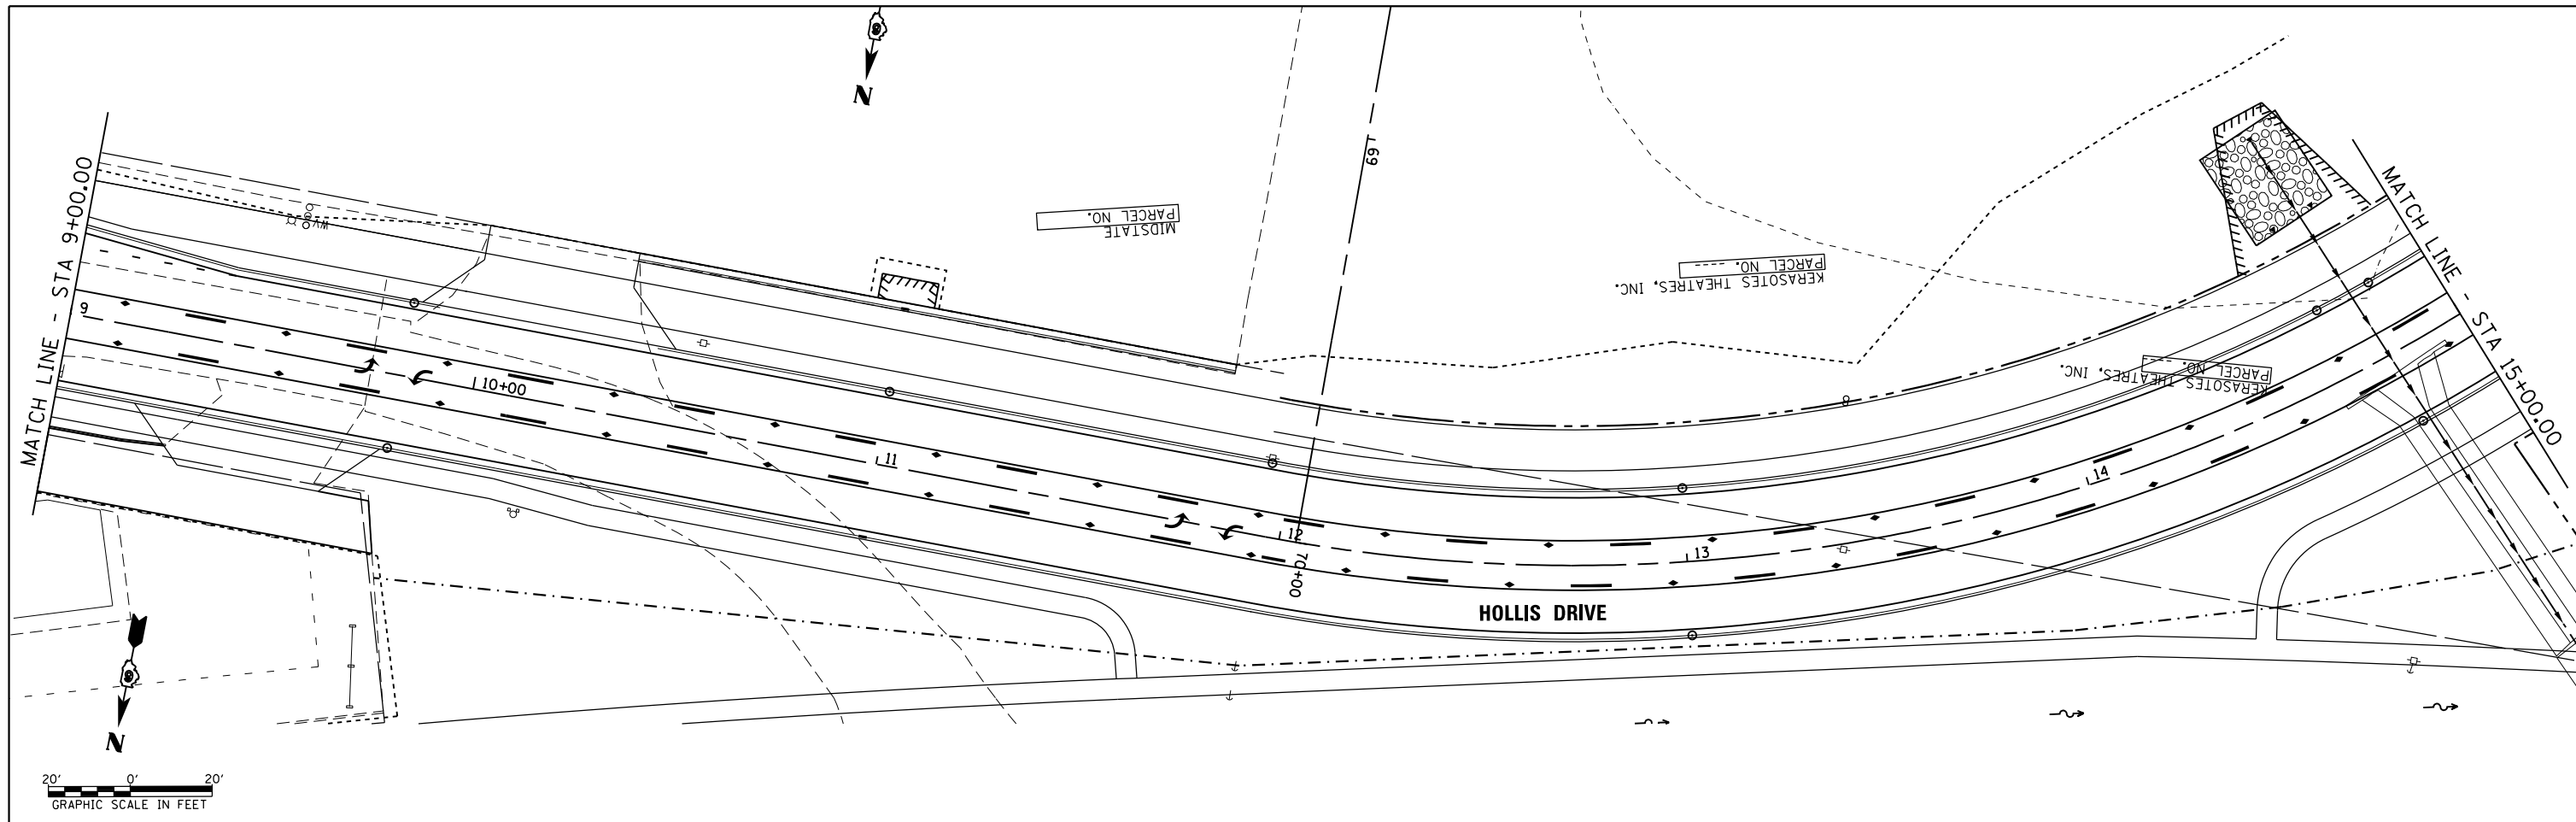 N
MATCH LINE - STA 9+00.00
9
WV
MIDSTATE
PARCEL NO.
69
KERASOTES THEATRES, INC.
PARCEL NO. ----
MATCH LINE - STA 15+00.00
KERASOTES THEATRES, INC.
PARCEL NO. ----
10+00
11
12
70+00
13
14
HOLLIS DRIVE
N
20' 0' 20'
GRAPHIC SCALE IN FEET